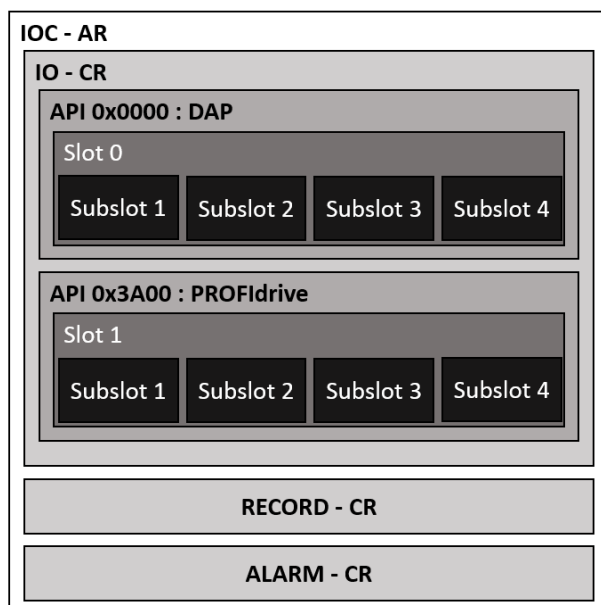 IOC - AR
IO - CR
API 0x0000 : DAP
Slot 0
Subslot 1 Subslot 2 Subslot 3 Subslot 4
API 0x3A00 : PROFIdrive
Slot 1
Subslot 1 Subslot 2 Subslot 3 Subslot 4
RECORD - CR
ALARM - CR